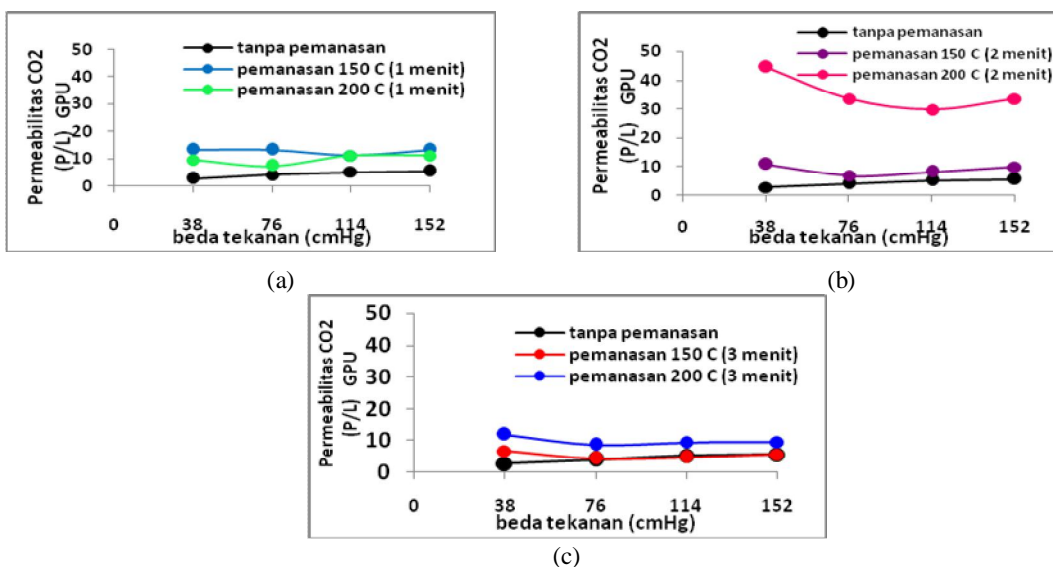 Permeabilitas CO2
(P/L) GPU
50
40
30
20
10
0
tanpa pemanasan
pemanasan 150 C (1 menit)
pemanasan 200 C (1 menit)
0 38 76 114 152
beda tekanan (cmHg)
(a)
Permeabilitas CO2
(P/L) GPU
50
40
30
20
10
0
tanpa pemanasan
pemanasan 150 C (2 menit)
pemanasan 200 C (2 menit)
0 38 76 114 152
beda tekanan (cmHg)
(b)
Permeabilitas CO2
(P/L) GPU
50
40
30
20
10
0
tanpa pemanasan
pemanasan 150 C (3 menit)
pemanasan 200 C (3 menit)
0 38 76 114 152
beda tekanan (cmHg)
(c)